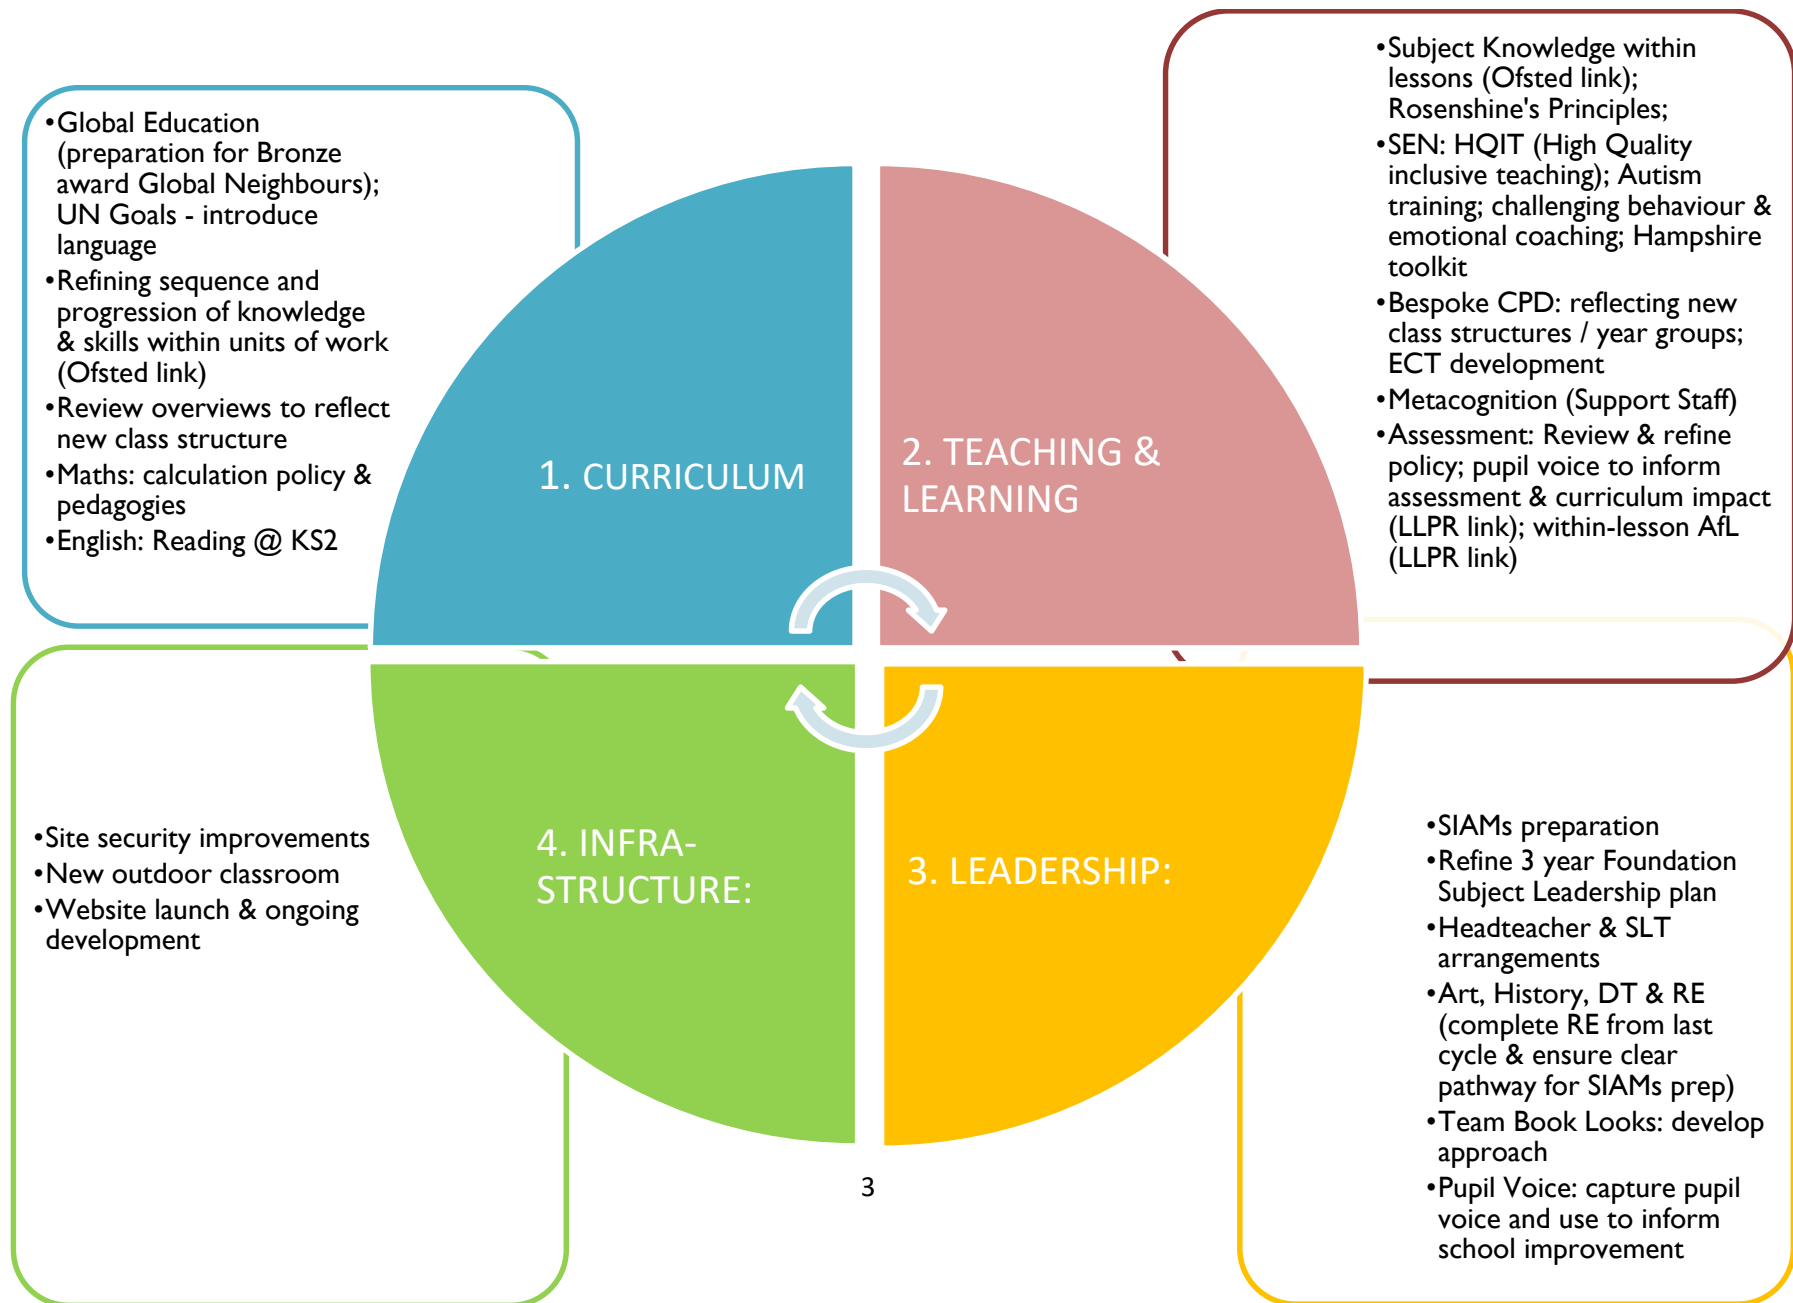 •Global Education
(preparation for Bronze
award Global Neighbours);
UN Goals - introduce
language
•Refining sequence and
progression of knowledge
& skills within units of work
(Ofsted link)
•Review overviews to reflect
new class structure
•Maths: calculation policy &
pedagogies
•English: Reading @ KS2
1. CURRICULUM
•Subject Knowledge within
lessons (Ofsted link);
Rosenshine's Principles;
•SEN: HQIT (High Quality
inclusive teaching); Autism
training; challenging behaviour &
emotional coaching; Hampshire
toolkit
•Bespoke CPD: reflecting new
class structures / year groups;
ECT development
•Metacognition (Support Staff)
•Assessment: Review & refine
policy; pupil voice to inform
assessment & curriculum impact
(LLPR link); within-lesson AfL
(LLPR link)
2. TEACHING &
LEARNING
•Site security improvements
•New outdoor classroom
•Website launch & ongoing
development
4. INFRA-
STRUCTURE:
3. LEADERSHIP:
•SIAMs preparation
•Refine 3 year Foundation
Subject Leadership plan
•Headteacher & SLT
arrangements
•Art, History, DT & RE
(complete RE from last
cycle & ensure clear
pathway for SIAMs prep)
•Team Book Looks: develop
approach
•Pupil Voice: capture pupil
voice and use to inform
school improvement
3